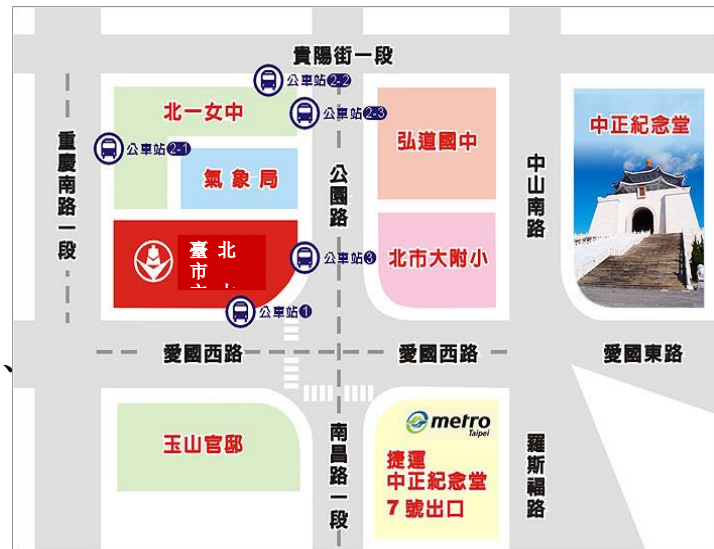 貴陽街一段
公車站2-2
北一女中
公車站2-3
中正紀念堂
弘道國中
公車站2-1
重慶南路一段
氣象局
公園路
中山南路
臺北
市
公車站3
北市大附小
公車站1
愛國西路
愛國西路
愛國東路
、
metro
Taipei
玉山官邸
南昌路一段
捷運
中正紀念堂
7號出口
羅斯福路